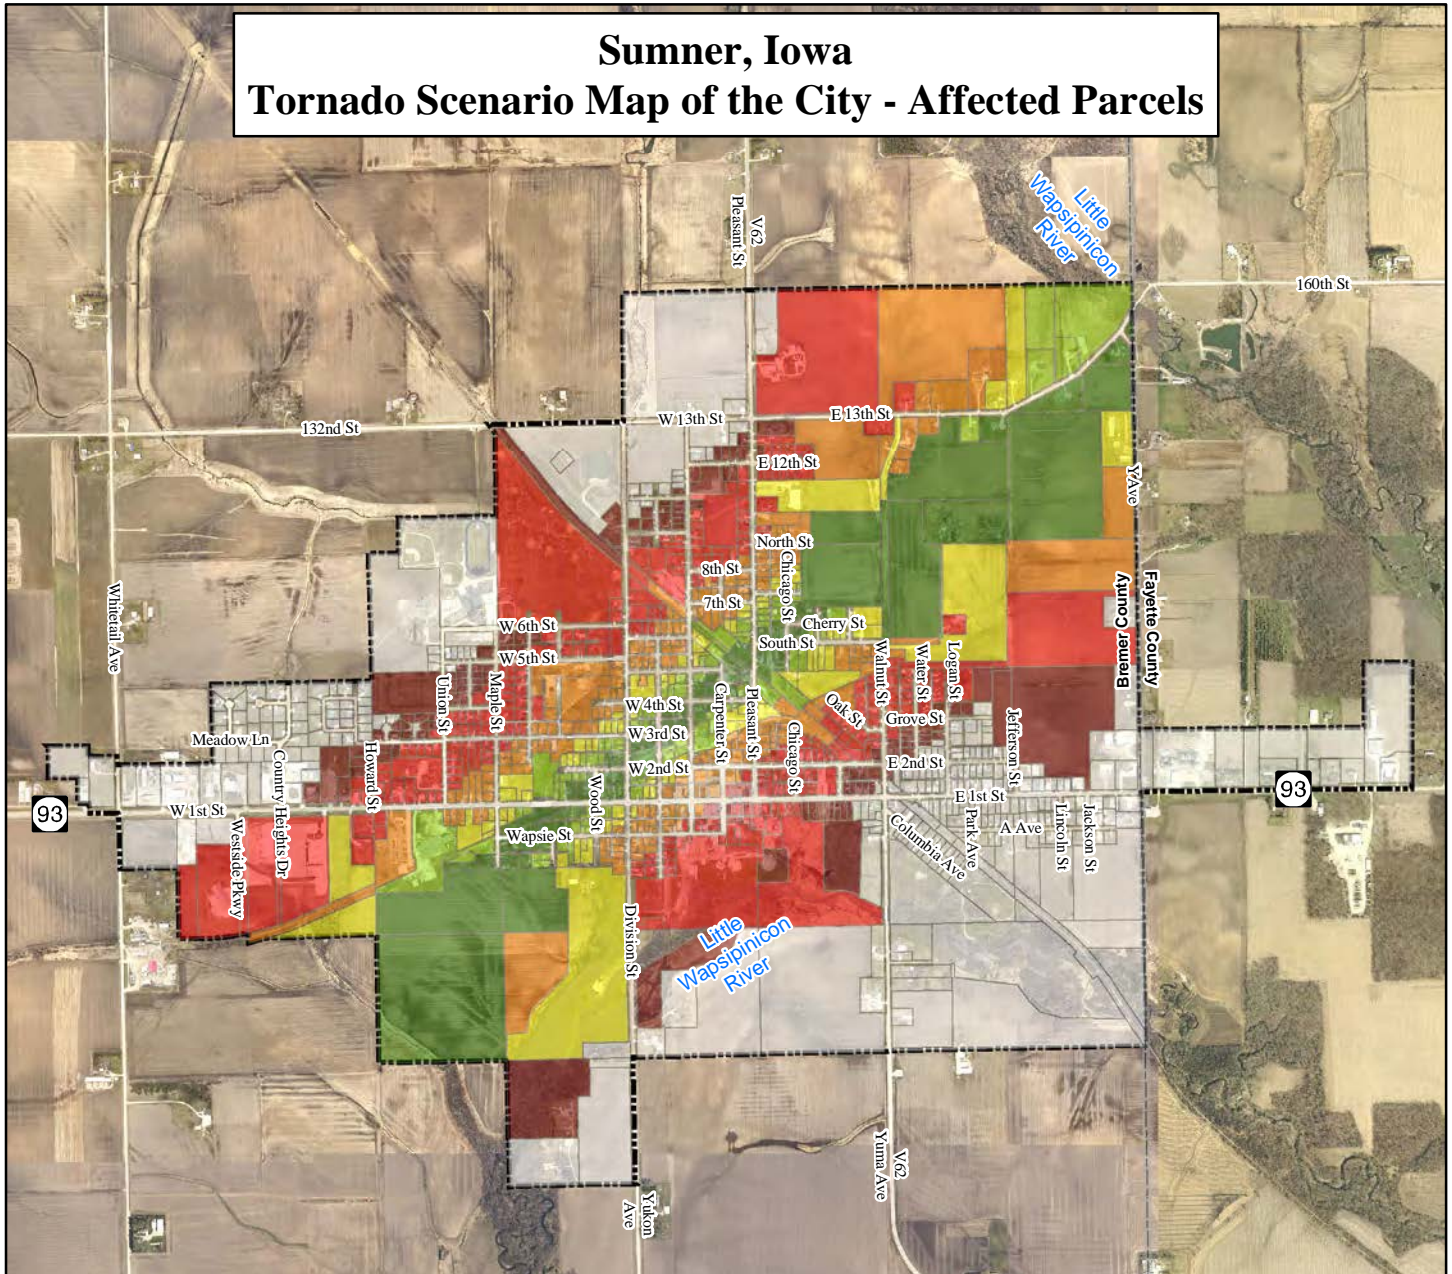 Sumner, Iowa
Tornado Scenario Map of the City - Affected Parcels
Little
Wapsipinicon
River
V62
Pleasant St
160th St
W 13th St
E 13th St
132nd St
E 12th St
Y Ave
North St
8th St
Chicago St
7th St
Whitetail Ave
Bremer County
Fayette County
W 6th St
Cherry St
South St
W 5th St
Walnut St
Water St
Logan St
Union St
Maple St
W 4th St
Carpenter St
Pleasant St
Oak St
Grove St
Jefferson St
Meadow Ln
W 3rd St
Chicago St
Howard St
Country Heights Dr
W 2nd St
E 2nd St
93
W 1st St
Wood St
E 1st St
93
Westside Pkwy
Wapsie St
Columbia Ave
Park Ave
A Ave
Lincoln St
Jackson St
Division St
Little
Wapsipinicon
River
Yuma Ave
V62
Yukon
Ave